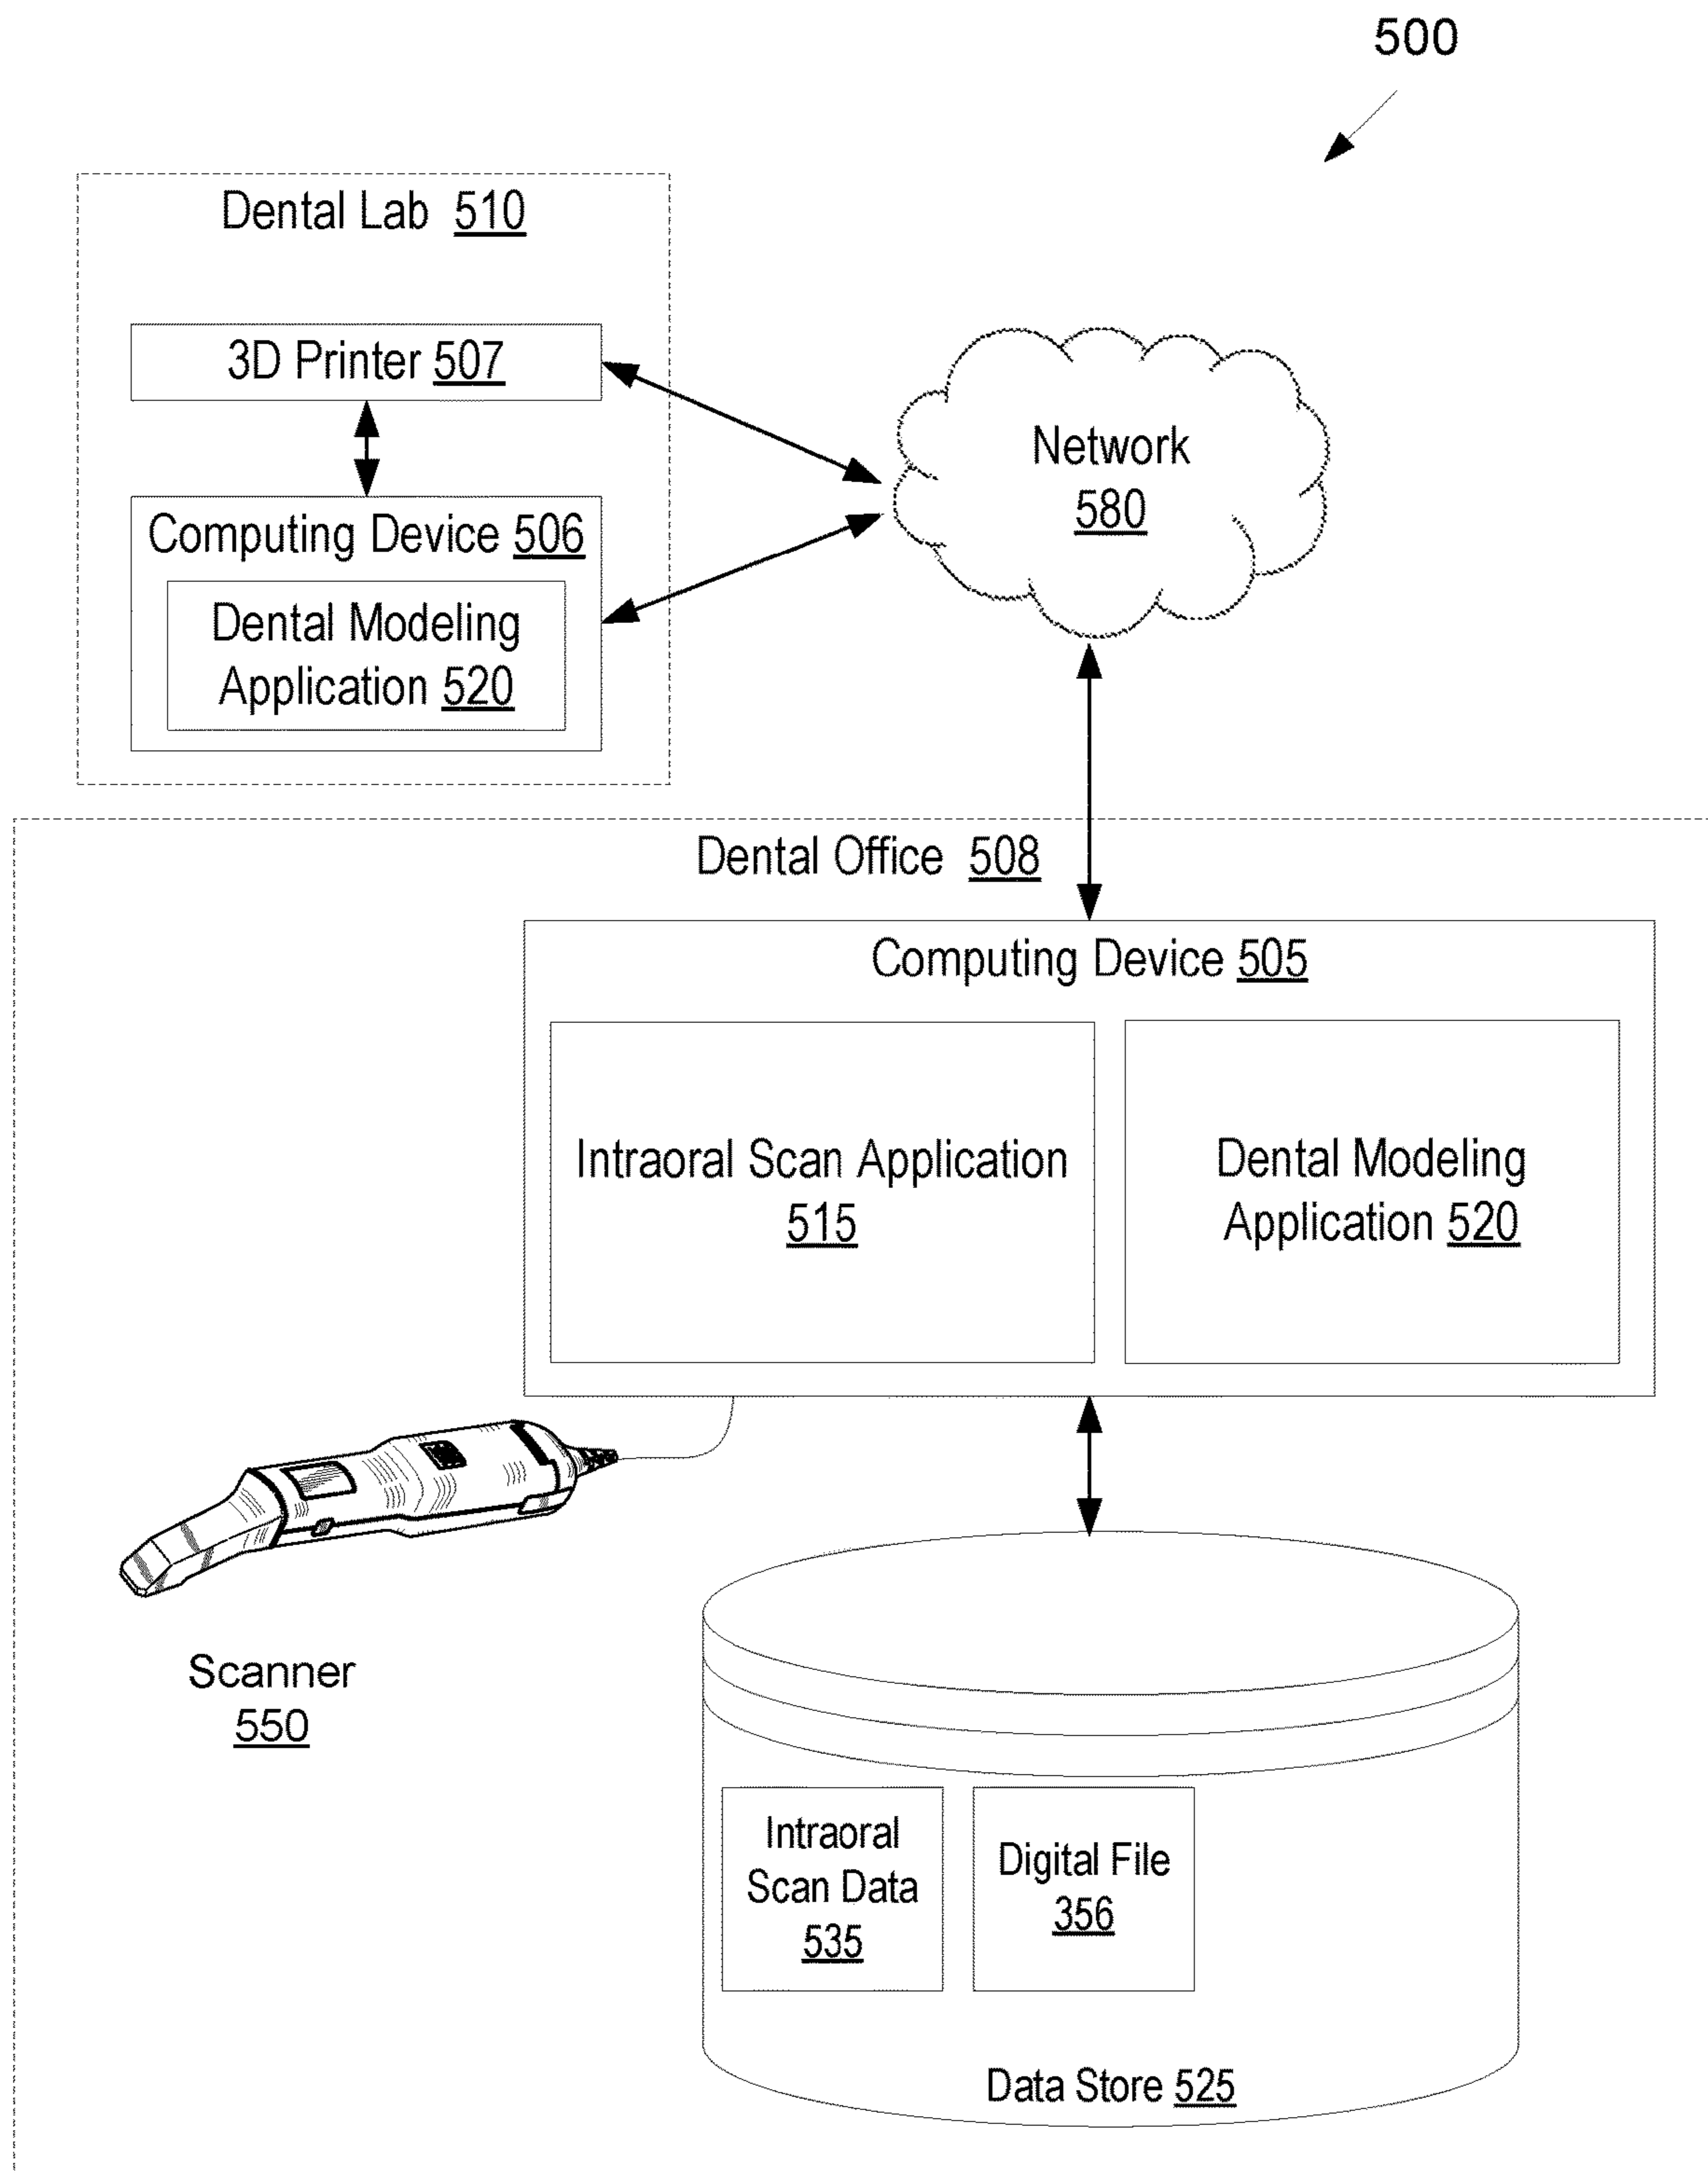 500
Dental Lab 510
3D Printer 507
Computing Device 506
Dental Modeling
Application 520
Network
580
Dental Office 508
Computing Device 505
Intraoral Scan Application
515
Dental Modeling
Application 520
Scanner
550
Intraoral
Scan Data
535
Digital File
356
Data Store 525